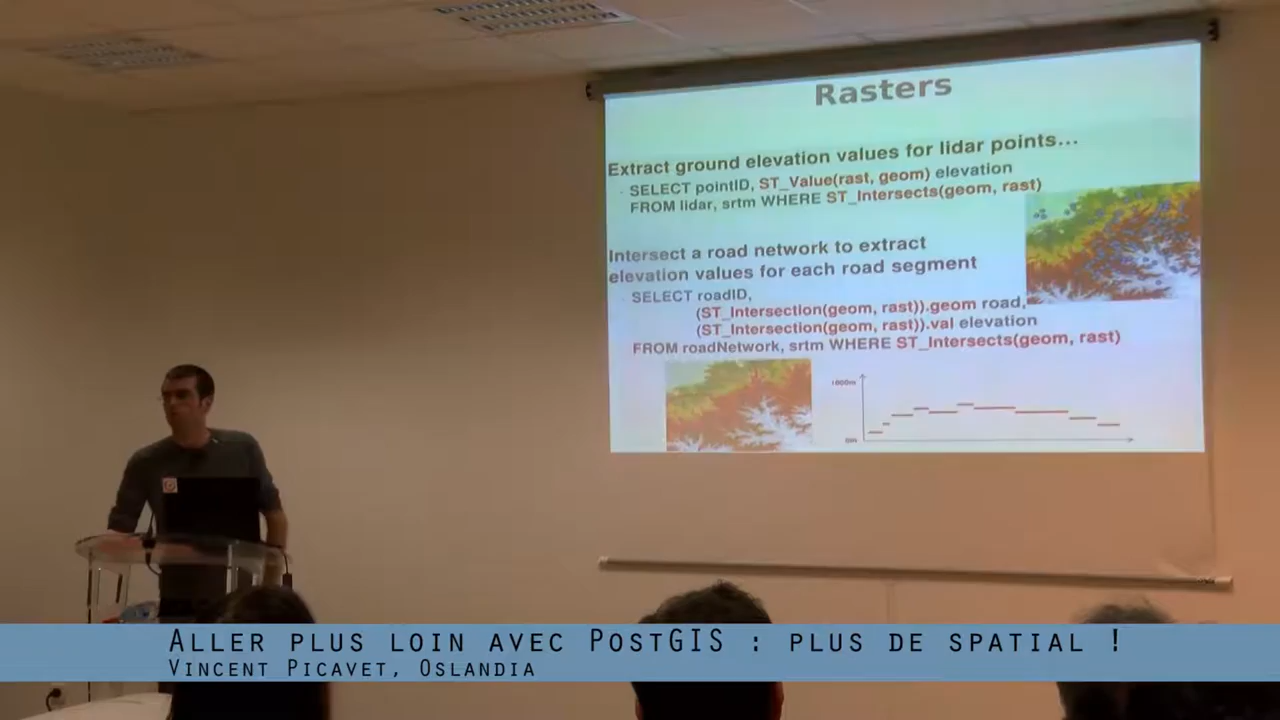 Rasters
Extract ground elevation values for lidar points...
SELECT pointID, ST_Value(rast, geom) elevation
FROM lidar, srtm WHERE ST_Intersects(geom, rast)
Intersect a road network to extract
elevation values for each road segment
SELECT roadID,
(ST_Intersection(geom, rast)).geom road,
(ST_Intersection(geom, rast)).val elevation
FROM roadNetwork, srtm WHERE ST_Intersects(geom, rast)
1800m
0m
ALLER PLUS LOIN AVEC POSTGIS : PLUS DE SPATIAL !
VINCENT PICAVET, OSLANDIA